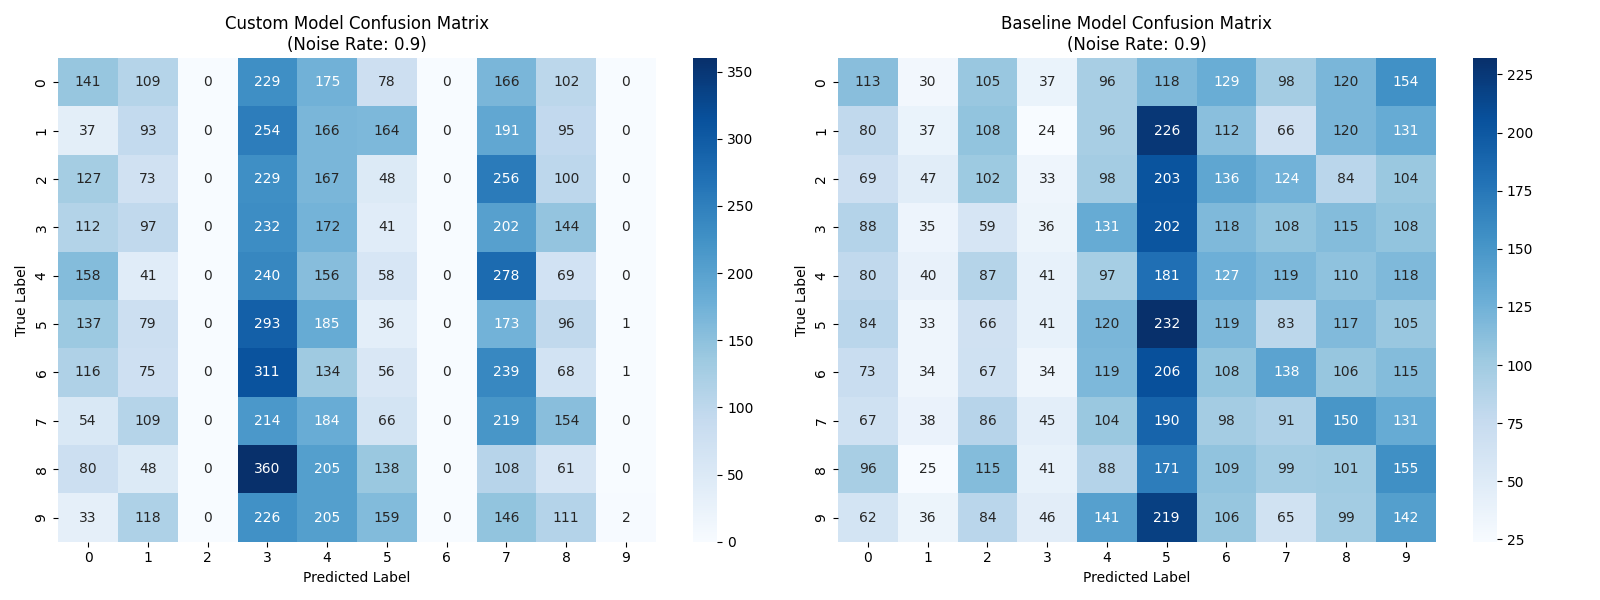 Custom Model Confusion Matrix
(Noise Rate: 0.9)
0 141 109 0 229 175 78 0 166 102 0
1 37 93 0 254 166 164 0 191 95 0
2 127 73 0 229 167 48 0 256 100 0
3 112 97 0 232 172 41 0 202 144 0
4 158 41 0 240 156 58 0 278 69 0
5 137 79 0 293 185 36 0 173 96 1
6 116 75 0 311 134 56 0 239 68 1
7 54 109 0 214 184 66 0 219 154 0
8 80 48 0 360 205 138 0 108 61 0
9 33 118 0 226 205 159 0 146 111 2
0 1 2 3 4 5 6 7 8 9
Predicted Label
True Label
350
300
250
200
150
100
50
0
Baseline Model Confusion Matrix
(Noise Rate: 0.9)
0 113 30 105 37 96 118 129 98 120 154
1 80 37 108 24 96 226 112 66 120 131
2 69 47 102 33 98 203 136 124 84 104
3 88 35 59 36 131 202 118 108 115 108
4 80 40 87 41 97 181 127 119 110 118
5 84 33 66 41 120 232 119 83 117 105
6 73 34 67 34 119 206 108 138 106 115
7 67 38 86 45 104 190 98 91 150 131
8 96 25 115 41 88 171 109 99 101 155
9 62 36 84 46 141 219 106 65 99 142
0 1 2 3 4 5 6 7 8 9
Predicted Label
True Label
225
200
175
150
125
100
75
50
25